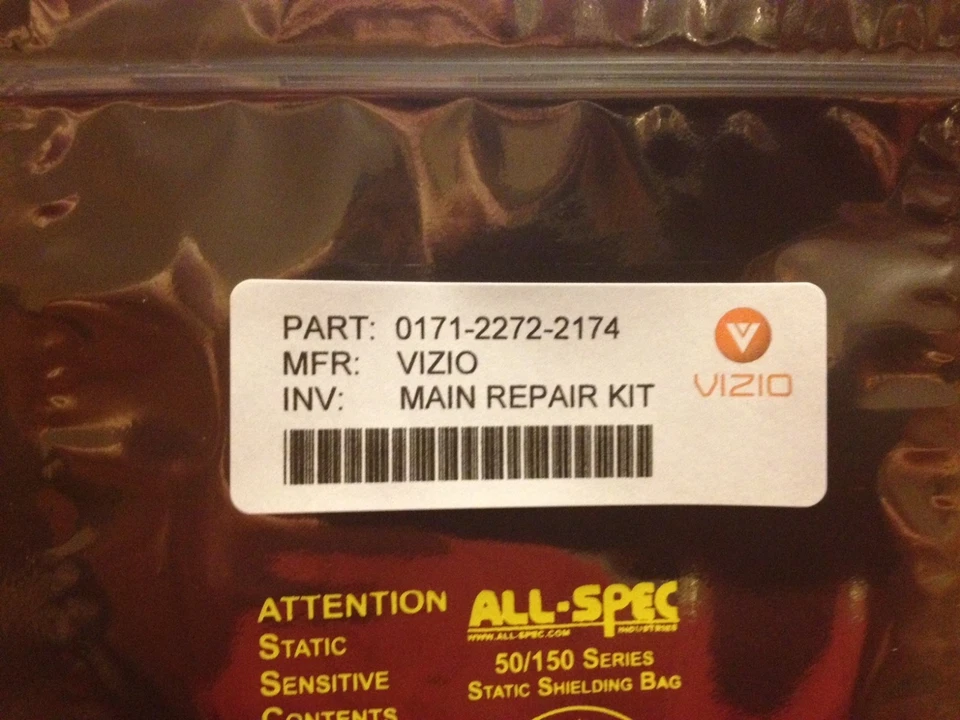 PART: 0171-2272-2174
MFR: VIZIO
INV: MAIN REPAIR KIT
VIZIO
ATTENTION
STATIC
SENSITIVE
CONTENTS
ALL-SPEC
WWW.ALL-SPEC.COM INDUSTRIES
50/150 SERIES
STATIC SHIELDING BAG